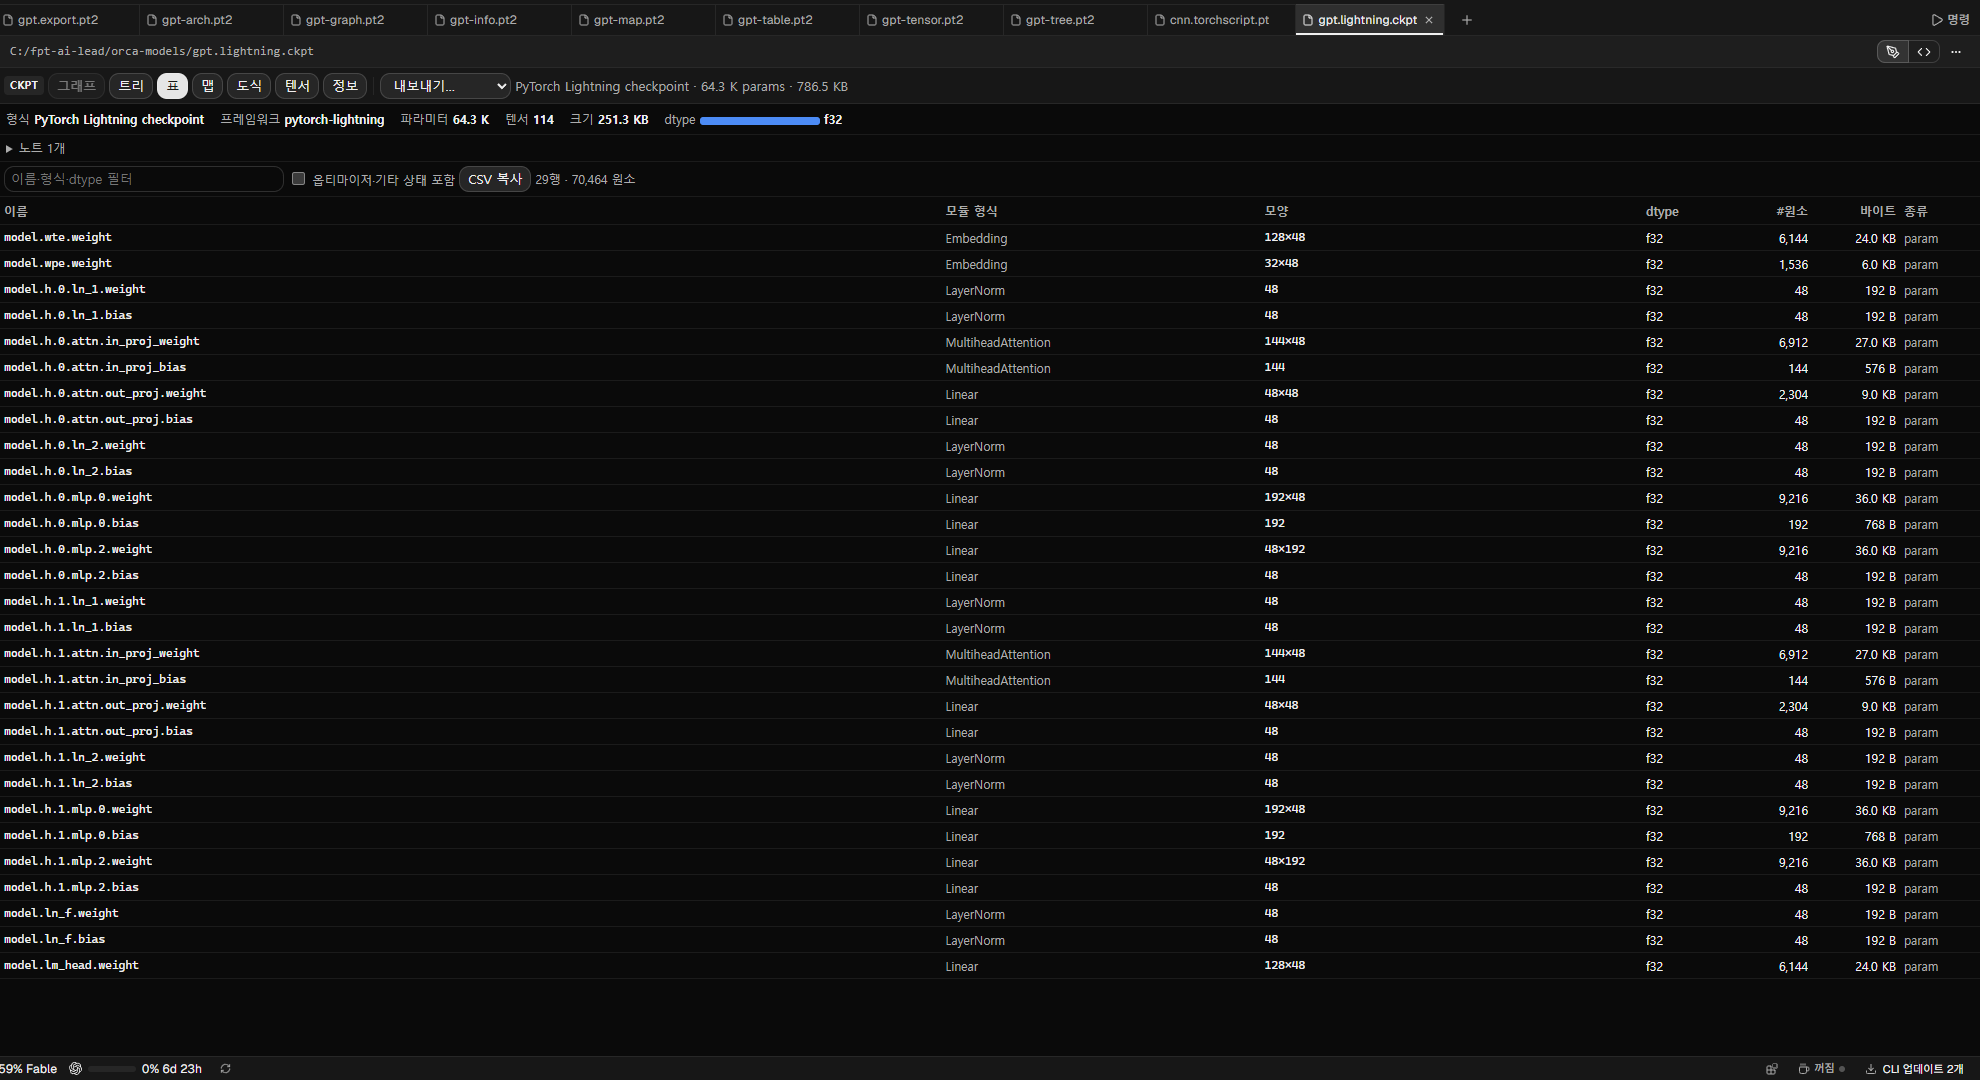 gpt.export.pt2 gpt-arch.pt2 gpt-graph.pt2 gpt-info.pt2 gpt-map.pt2 gpt-table.pt2 gpt-tensor.pt2 gpt-tree.pt2 cnn.torchscript.pt gpt.lightning.ckpt × + 명령
C:/fpt-ai-lead/orca-models/gpt.lightning.ckpt
CKPT 그래프 트리 표 맵 도식 텐서 정보 내보내기... PyTorch Lightning checkpoint · 64.3 K params · 786.5 KB
형식 PyTorch Lightning checkpoint 프레임워크 pytorch-lightning 파라미터 64.3 K 텐서 114 크기 251.3 KB dtype f32
▶ 노트 1개
이름·형식·dtype 필터 옵티마이저·기타 상태 포함 CSV 복사 29행 · 70,464 원소
이름 모듈 형식 모양 dtype #원소 바이트 종류
model.wte.weight Embedding 128×48 f32 6,144 24.0 KB param
model.wpe.weight Embedding 32×48 f32 1,536 6.0 KB param
model.h.0.ln_1.weight LayerNorm 48 f32 48 192 B param
model.h.0.ln_1.bias LayerNorm 48 f32 48 192 B param
model.h.0.attn.in_proj_weight MultiheadAttention 144×48 f32 6,912 27.0 KB param
model.h.0.attn.in_proj_bias MultiheadAttention 144 f32 144 576 B param
model.h.0.attn.out_proj.weight Linear 48×48 f32 2,304 9.0 KB param
model.h.0.attn.out_proj.bias Linear 48 f32 48 192 B param
model.h.0.ln_2.weight LayerNorm 48 f32 48 192 B param
model.h.0.ln_2.bias LayerNorm 48 f32 48 192 B param
model.h.0.mlp.0.weight Linear 192×48 f32 9,216 36.0 KB param
model.h.0.mlp.0.bias Linear 192 f32 192 768 B param
model.h.0.mlp.2.weight Linear 48×192 f32 9,216 36.0 KB param
model.h.0.mlp.2.bias Linear 48 f32 48 192 B param
model.h.1.ln_1.weight LayerNorm 48 f32 48 192 B param
model.h.1.ln_1.bias LayerNorm 48 f32 48 192 B param
model.h.1.attn.in_proj_weight MultiheadAttention 144×48 f32 6,912 27.0 KB param
model.h.1.attn.in_proj_bias MultiheadAttention 144 f32 144 576 B param
model.h.1.attn.out_proj.weight Linear 48×48 f32 2,304 9.0 KB param
model.h.1.attn.out_proj.bias Linear 48 f32 48 192 B param
model.h.1.ln_2.weight LayerNorm 48 f32 48 192 B param
model.h.1.ln_2.bias LayerNorm 48 f32 48 192 B param
model.h.1.mlp.0.weight Linear 192×48 f32 9,216 36.0 KB param
model.h.1.mlp.0.bias Linear 192 f32 192 768 B param
model.h.1.mlp.2.weight Linear 48×192 f32 9,216 36.0 KB param
model.h.1.mlp.2.bias Linear 48 f32 48 192 B param
model.ln_f.weight LayerNorm 48 f32 48 192 B param
model.ln_f.bias LayerNorm 48 f32 48 192 B param
model.lm_head.weight Linear 128×48 f32 6,144 24.0 KB param
59% Fable 0% 6d 23h 꺼짐 CLI 업데이트 2개